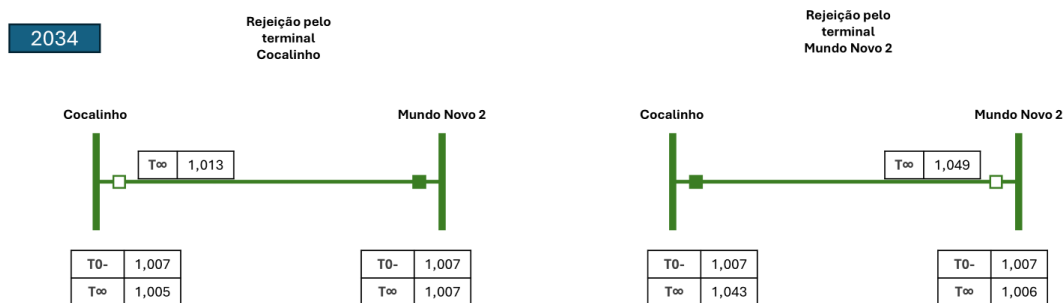 2034
Rejeição pelo
terminal
Cocalinho
Cocalinho
Mundo Novo 2
T∞ 1,013
T0- 1,007
T∞ 1,005
T0- 1,007
T∞ 1,007
Rejeição pelo
terminal
Mundo Novo 2
Cocalinho
Mundo Novo 2
T∞ 1,049
T0- 1,007
T∞ 1,043
T0- 1,007
T∞ 1,006